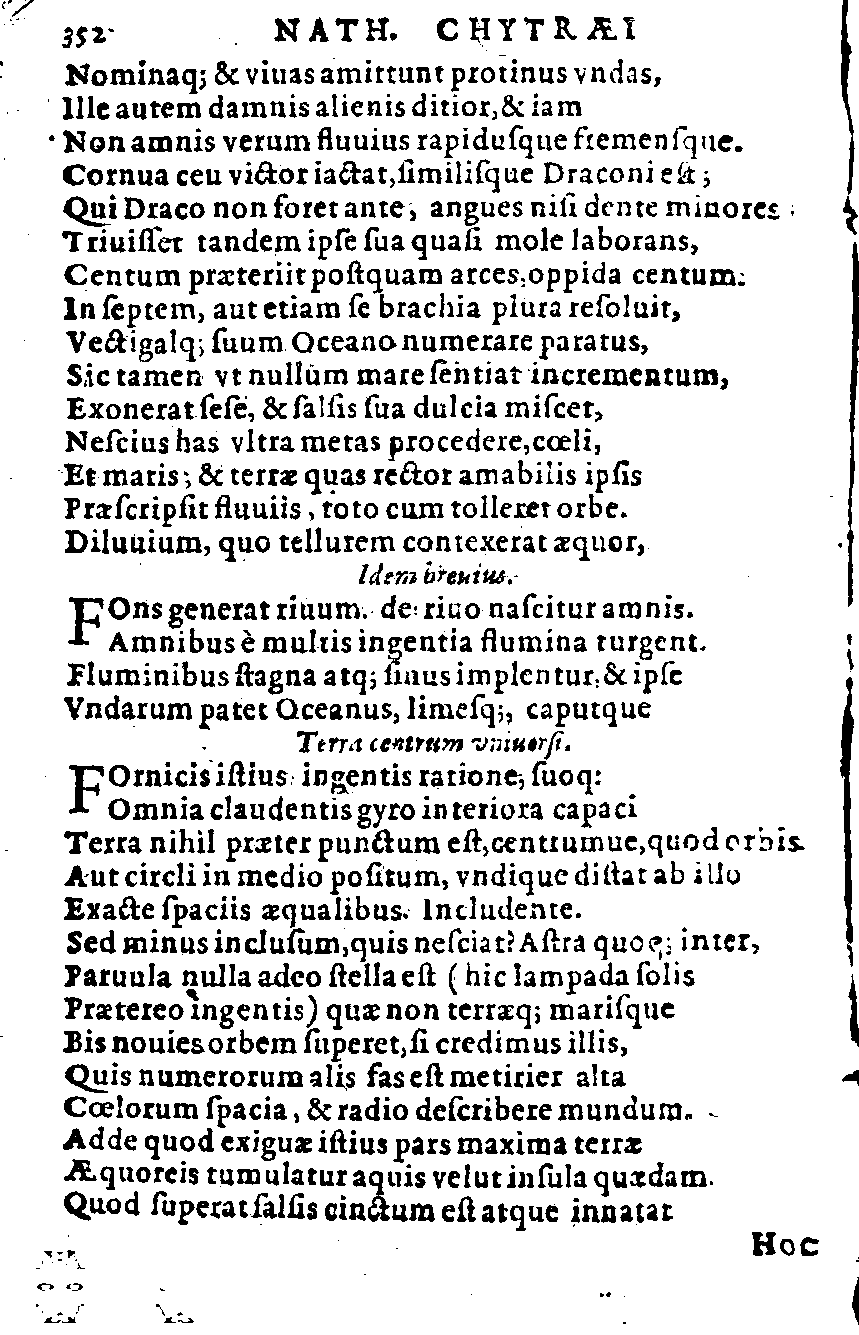 352 NATH. CHYTRÆI
Nominaq; & viuas amittunt protinus vndas,
Ille autem damnis alienis ditior, & iam
Non amnis verum fluuius rapiduſque fremenſque.
Cornua ceu victor iactat, ſimiliſque Draconi eſt;
Qui Draco non foret ante, angues niſi dente minores
Triuiſſet tandem ipſe ſua quaſi mole laborans,
Centum præteriit poſtquam arces, oppida centum:
In ſeptem, aut etiam ſe brachia plura reſoluit,
Vectigalq; ſuum Oceano numerare paratus,
Sic tamen vt nullum mare ſentiat incrementum,
Exonerat ſeſe, & ſalſis ſua dulcia miſcet,
Neſcius has vltra metas procedere, cœli,
Et maris; & terræ quas rector amabilis ipſis
Præſcripſit fluuiis, toto cum tolleret orbe.
Diluuium, quo tellurem contexerat æquor,
Idem breuius.
FOns generat riuum. de riuo naſcitur amnis.
Amnibus è multis ingentia flumina turgent.
Fluminibus ſtagna atq; ſinus implentur, & ipſe
Vndarum patet Oceanus, limeſq;, caputque
Terra centrum vniuerſi.
FOrnicis iſtius ingentis ratione, ſuoq:
Omnia claudentis gyro interiora capaci
Terra nihil præter punctum eſt, centrumue, quod orbis
Aut circli in medio poſitum, vndique diſtat ab illo
Exacte ſpaciis æqualibus. Includente.
Sed minus incluſum, quis neſciat? Aſtra quoq; inter,
Paruula nulla adeo ſtella eſt (hic lampada ſolis
Prætereo ingentis) quæ non terræq; mariſque
Bis nouies orbem ſuperet, ſi credimus illis,
Quis numerorum alis fas eſt metirier alta
Cœlorum ſpacia, & radio deſcribere mundum.
Adde quod exiguæ iſtius pars maxima terræ
Æquoreis tumulatur aquis velut inſula quædam.
Quod ſuperat ſalſis cinctum eſt atque innatat
Hoc